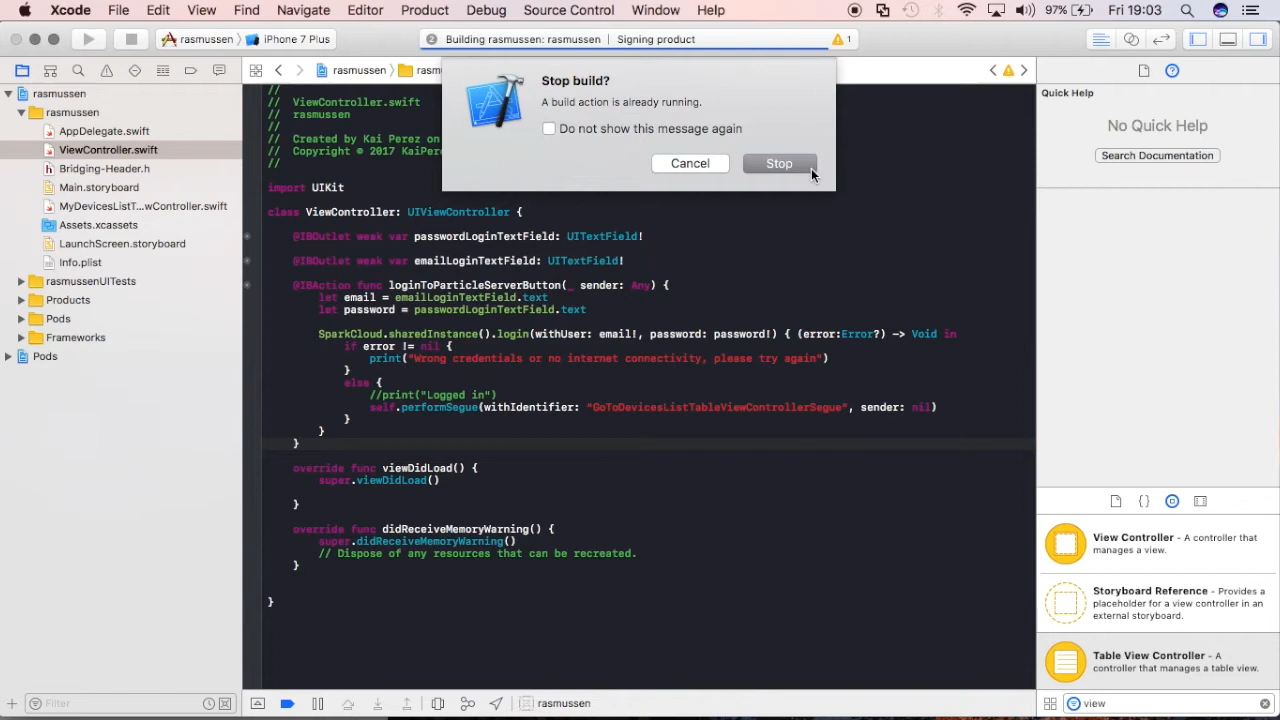 Xcode File Edit View Find Navigate Editor Product Debug Source Control Window Help 97% Fri 19:03
rasmussen iPhone 7 Plus 2 Building rasmussen: rasmussen | Signing product 1
rasmussen rasm
Stop build?
A build action is already running.
Do not show this message again
Cancel Stop
rasmussen
rasmussen
AppDelegate.swift
ViewController.swift
Bridging-Header.h
Main.storyboard
MyDevicesListT...wController.swift
Assets.xcassets
LaunchScreen.storyboard
Info.plist
rasmussenUITests
Products
Pods
Frameworks
Pods
Filter
//
// ViewController.swift
// rasmussen
//
// Created by Kai Perez on
// Copyright © 2017 KaiPer
//
import UIKit
class ViewController: UIViewController {
@IBOutlet weak var passwordLoginTextField: UITextField!
@IBOutlet weak var emailLoginTextField: UITextField!
@IBAction func loginToParticleServerButton(_ sender: Any) {
let email = emailLoginTextField.text
let password = passwordLoginTextField.text
SparkCloud.sharedInstance().login(withUser: email!, password: password!) { (error:Error?) -> Void in
if error != nil {
print("Wrong credentials or no internet connectivity, please try again")
}
else {
//print("Logged in")
self.performSegue(withIdentifier: "GoToDevicesListTableViewControllerSegue", sender: nil)
}
}
}
override func viewDidLoad() {
super.viewDidLoad()
}
override func didReceiveMemoryWarning() {
super.didReceiveMemoryWarning()
// Dispose of any resources that can be recreated.
}
}
rasmussen
Quick Help
No Quick Help
Search Documentation
{ }
View Controller - A controller that
manages a view.
Storyboard Reference - Provides a
placeholder for a view controller in an
external storyboard.
Table View Controller - A
controller that manages a table view.
view